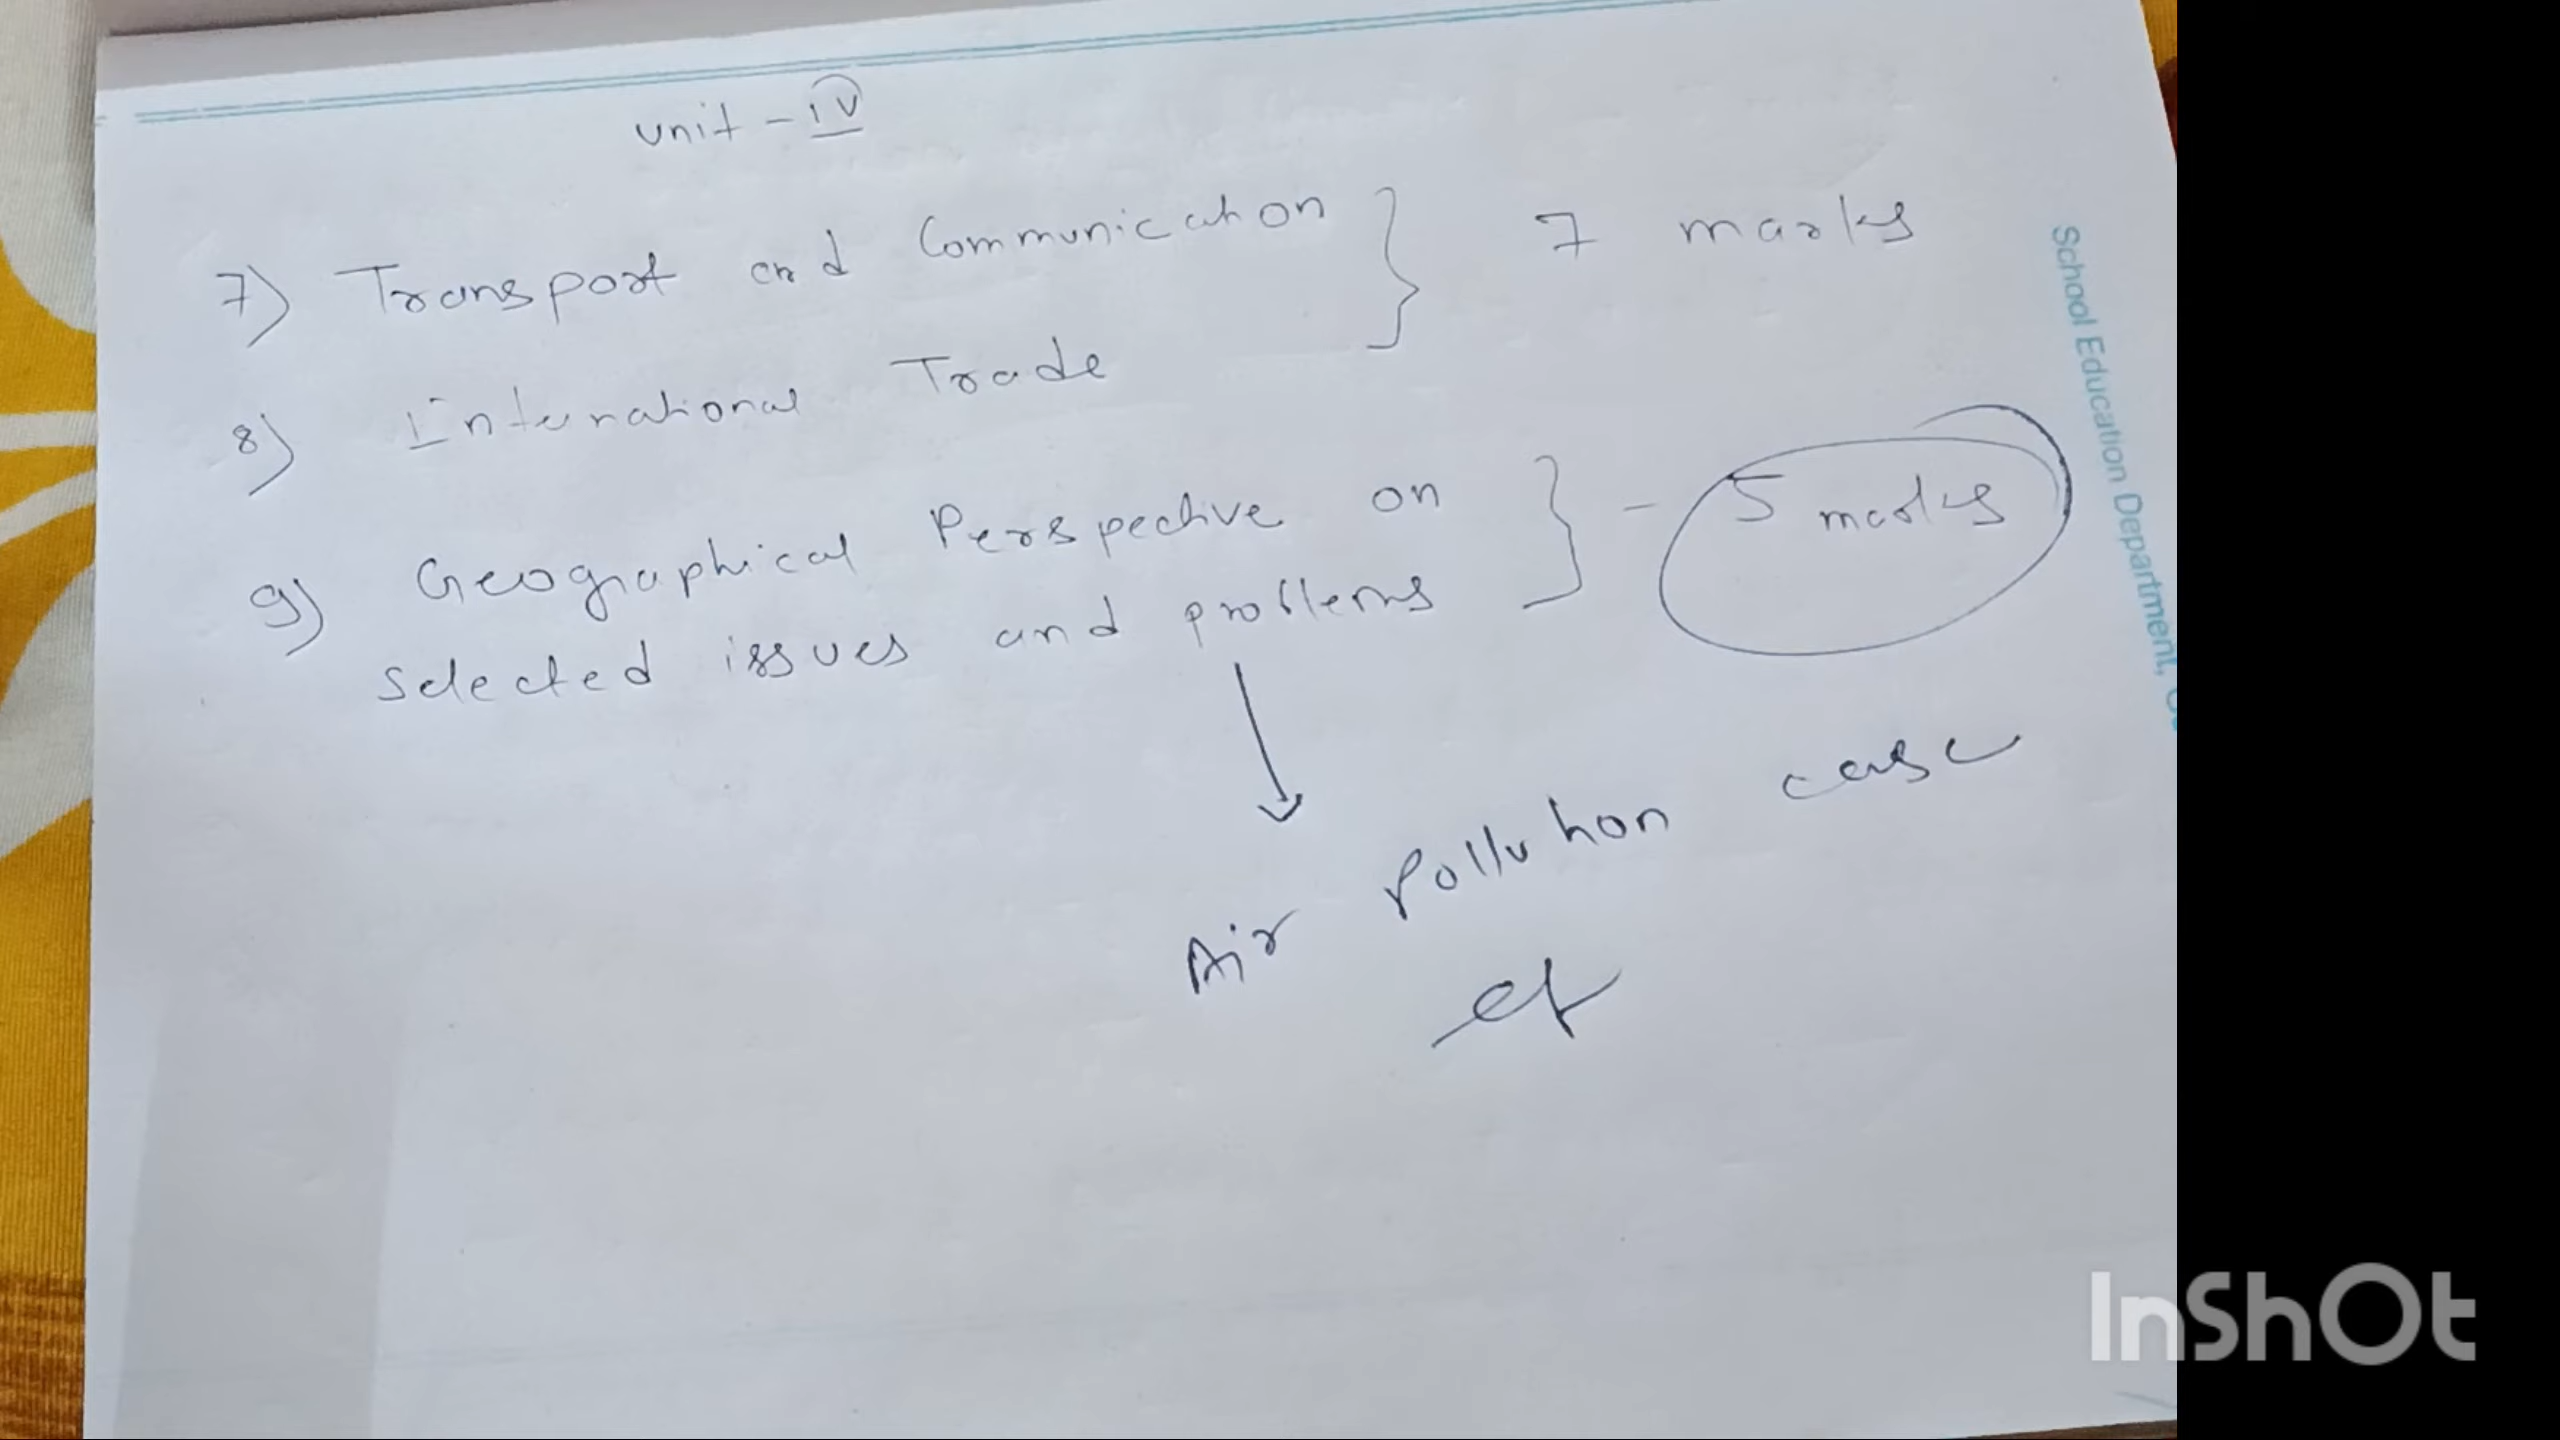 Unit - IV
7) Transport and Communication } 7 marks
8) International Trade
9) Geographical Perspective on } - 5 marks
selected issues and problems
Air Pollution case
School Education Department,
InShOt